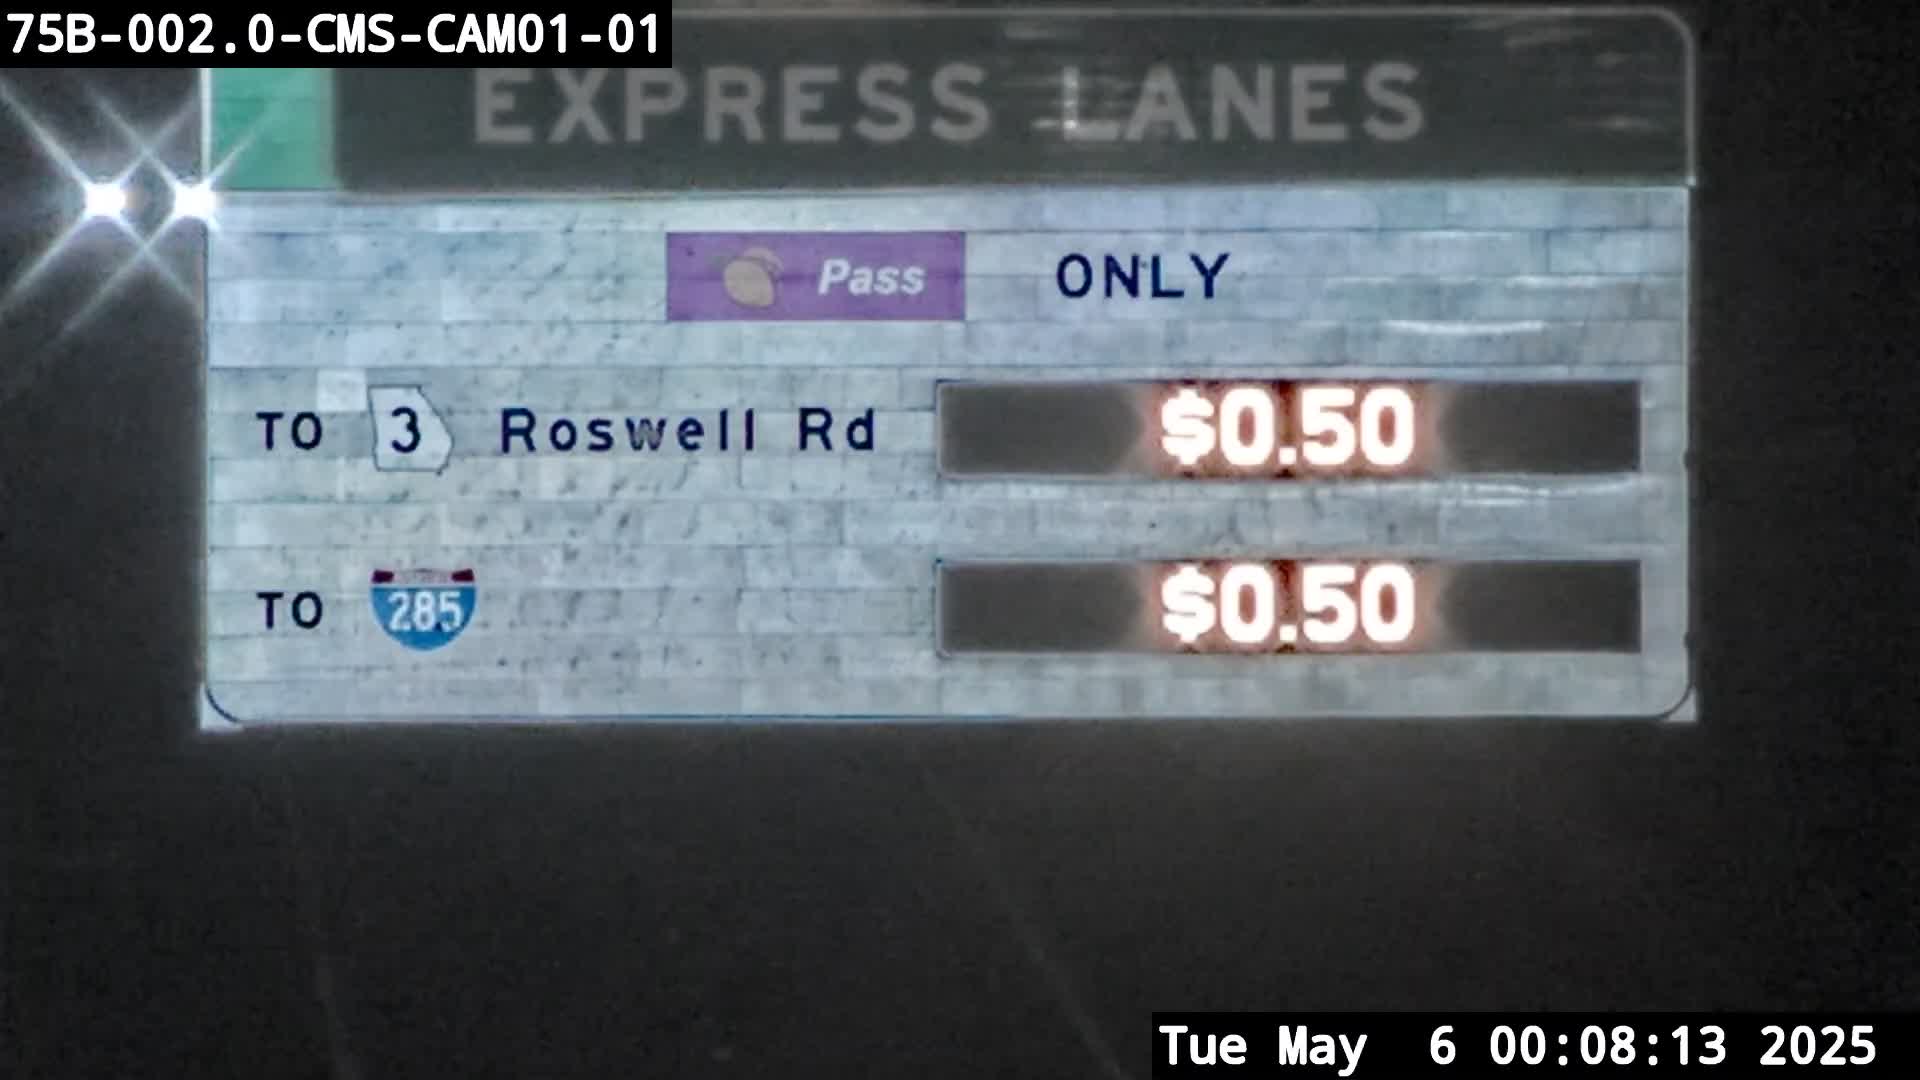 75B-002.0-CMS-CAM01-01
EXPRESS LANES
Pass ONLY
TO 3 Roswell Rd $0.50
TO 285 $0.50
Tue May 6 00:08:13 2025